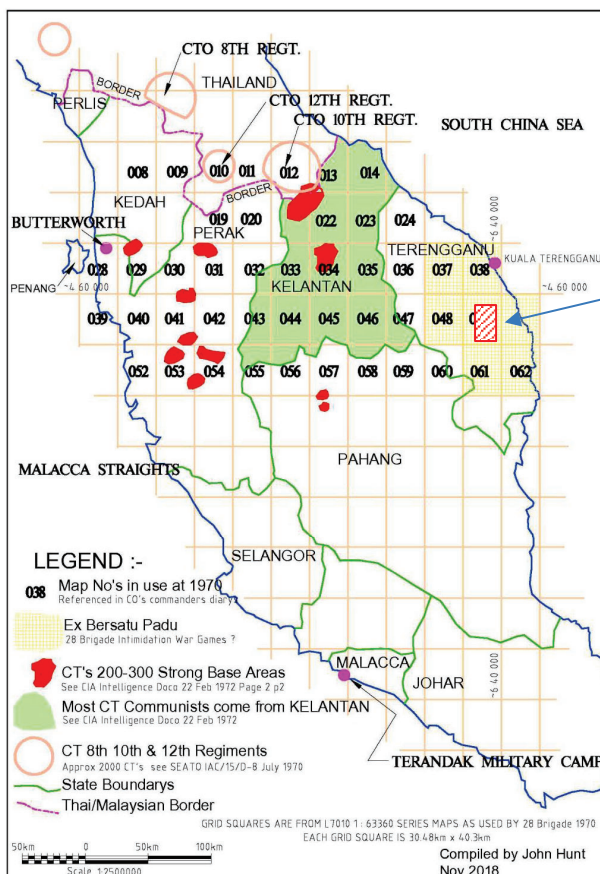 CTO 8TH REGT.
BORDER
THAILAND
PERLIS
CTO 12TH REGT.
CTO 10TH REGT.
SOUTH CHINA SEA
008 009 010 011 012 013 014
KEDAH
BORDER
019 020 022 023 024
~6 40 000
BUTTERWORTH
PERAK
TERENGGANU
KUALA TERENGGANU
028 029 030 031 032 033 034 035 036 037 038
PENANG
KELANTAN
~4 60 000
~4 60 000
039 040 041 042 043 044 045 046 047 048
052 053 054 055 056 057 058 059 060 061 062
PAHANG
MALACCA STRAIGHTS
SELANGOR
LEGEND :-
038 Map No's in use at 1970
Referenced in CO's commanders diary
Ex Bersatu Padu
28 Brigade Intimidation War Games ?
CT's 200-300 Strong Base Areas
See CIA Intelligence Doco 22 Feb 1972 Page 2 p2
MALACCA
JOHAR
~6 40 000
Most CT Communists come from KELANTAN
See CIA Intelligence Doco 22 Feb 1972
CT 8th 10th & 12th Regiments
Approx 2000 CT's see SEATO IAC/15/D-8 July 1970
TERANDAK MILITARY CAMP
State Boundarys
Thai/Malaysian Border
GRID SQUARES ARE FROM L7010 1 : 63360 SERIES MAPS AS USED BY 28 Brigade 1970
EACH GRID SQUARE IS 30.48km x 40.3km
50km 0 50km 100km
Scale 1:2500000
Compiled by John Hunt
Nov 2018